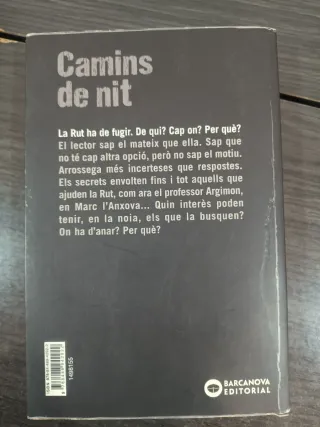 Camins
de nit
La Rut ha de fugir. De qui? Cap on? Per què?
El lector sap el mateix que ella. Sap que
no té cap altra opció, però no sap el motiu.
Arrossega més incerteses que respostes.
Els secrets envolten fins i tot aquells que
ajuden la Rut, com ara el professor Argimon,
en Marc l'Anxova... Quin interès poden
tenir, en la noia, els que la busquen?
On ha d'anar? Per què?
1498155
BARCANOVA
EDITORIAL